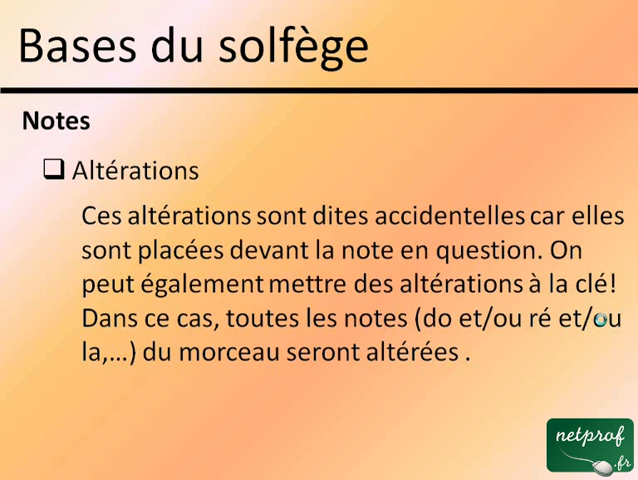 Bases du solfège
Notes
Altérations
Ces altérations sont dites accidentelles car elles
sont placées devant la note en question. On
peut également mettre des altérations à la clé!
Dans ce cas, toutes les notes (do et/ou ré et/ou
la,…) du morceau seront altérées .
netprof
.fr